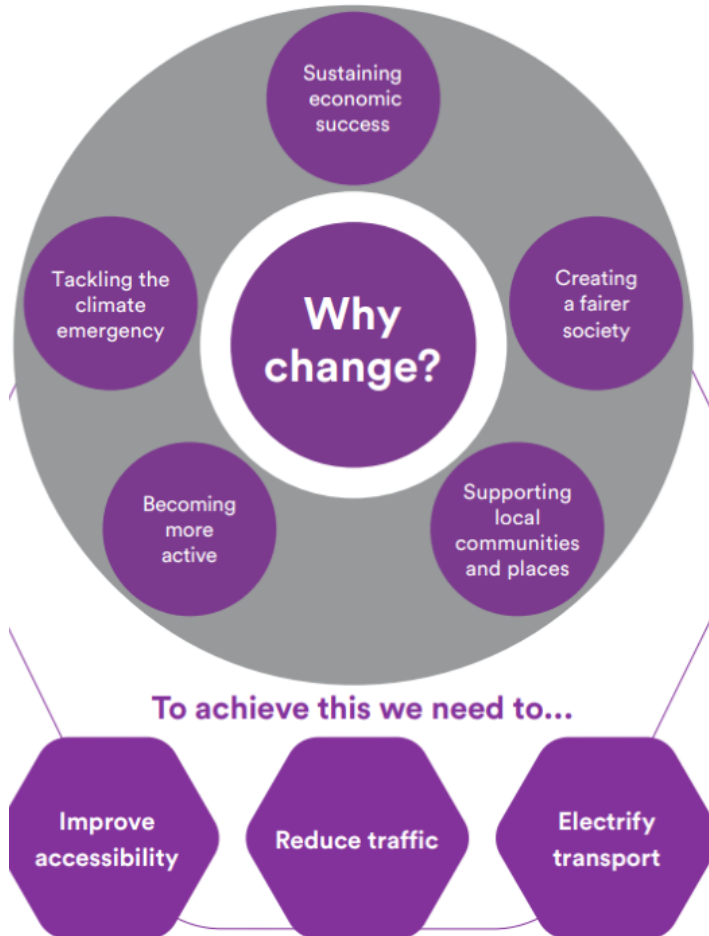 Sustaining
economic
success
Tackling the
climate
emergency
Why
change?
Creating
a fairer
society
Becoming
more
active
Supporting
local
communities
and places
To achieve this we need to...
Improve
accessibility
Reduce traffic
Electrify
transport